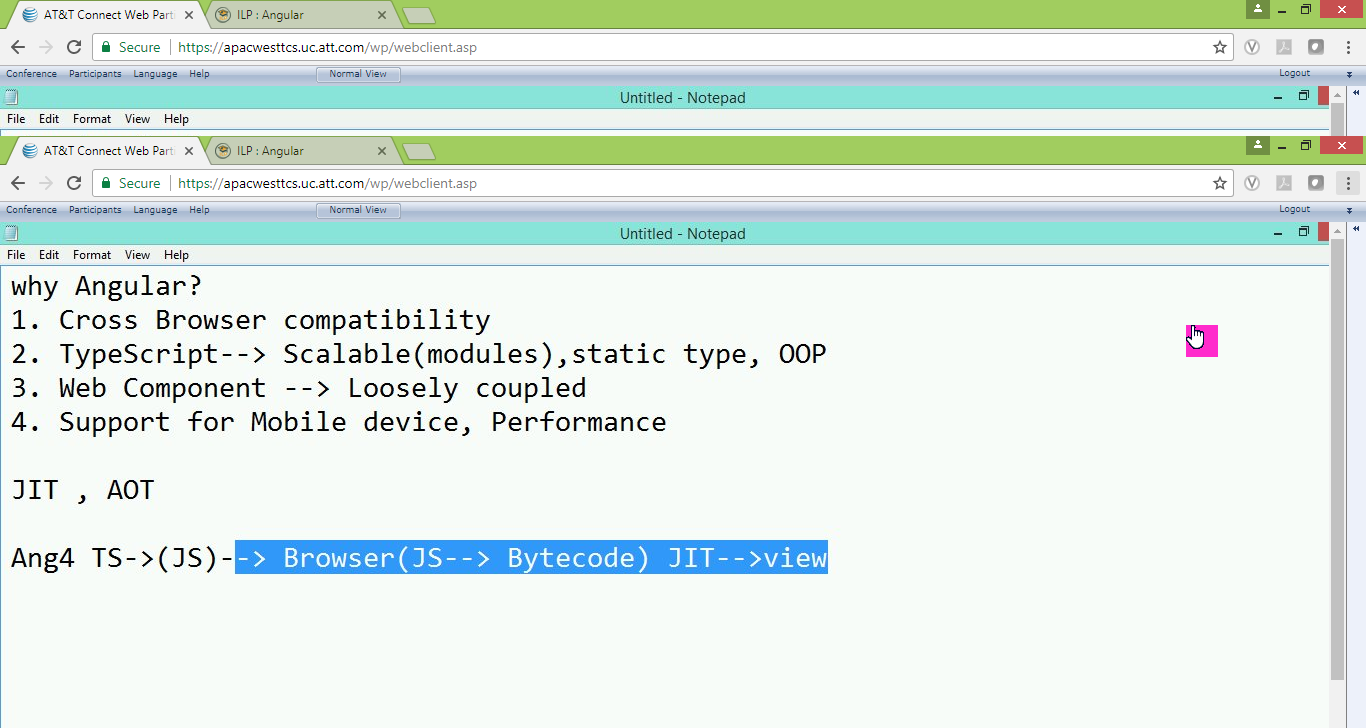 AT&T Connect Web Part
ILP : Angular
Secure https://apacwesttcs.uc.att.com/wp/webclient.asp
Conference Participants Language Help Normal View Logout
Untitled - Notepad
File Edit Format View Help
AT&T Connect Web Part
ILP : Angular
Secure https://apacwesttcs.uc.att.com/wp/webclient.asp
Conference Participants Language Help Normal View Logout
Untitled - Notepad
File Edit Format View Help
why Angular?
1. Cross Browser compatibility
2. TypeScript--> Scalable(modules),static type, OOP
3. Web Component --> Loosely coupled
4. Support for Mobile device, Performance
JIT , AOT
Ang4 TS->(JS)--> Browser(JS--> Bytecode) JIT-->view